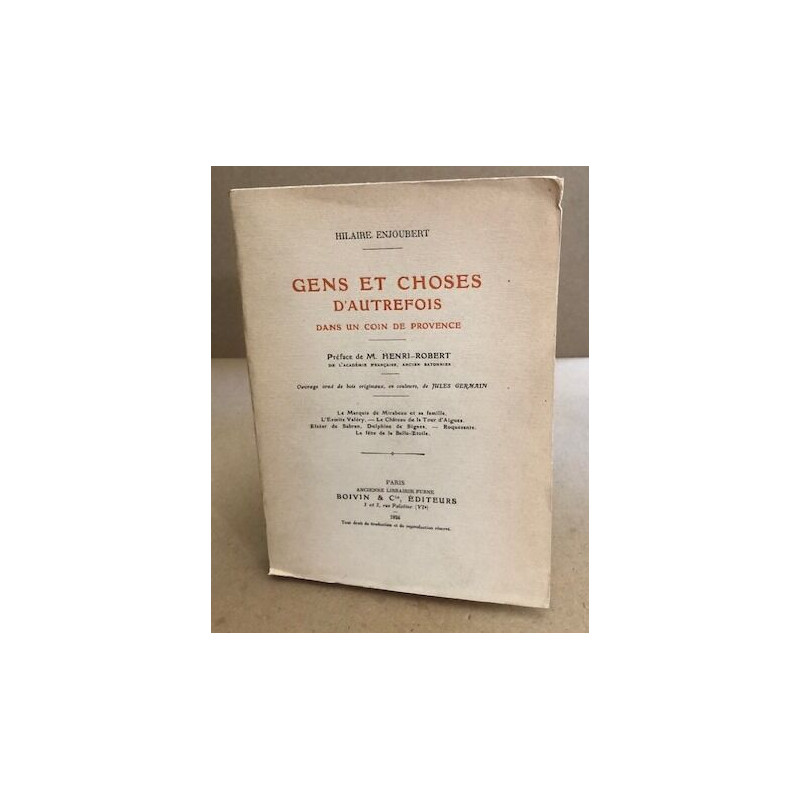 HILAIRE ENJOUBERT
GENS ET CHOSES
D'AUTREFOIS
DANS UN COIN DE PROVENCE
Préface de M. HENRI-ROBERT
DE L'ACADÉMIE FRANÇAISE, ANCIEN BATONNIER
Ouvrage orné de bois originaux, en couleurs, de JULES GERMAIN
Le Marquis de Mirabeau et sa famille.
L'Ermite Valéry. — Le Château de la Tour d'Aigues.
Elzéar de Sabran, Delphine de Signes. — Roquesante.
La fête de la Belle-Etoile.
PARIS
ANCIENNE LIBRAIRIE FURNE
BOIVIN & Cie, ÉDITEURS
3 et 5, rue Palatine (VIe)
Tous droits de traduction et de reproduction réservés.